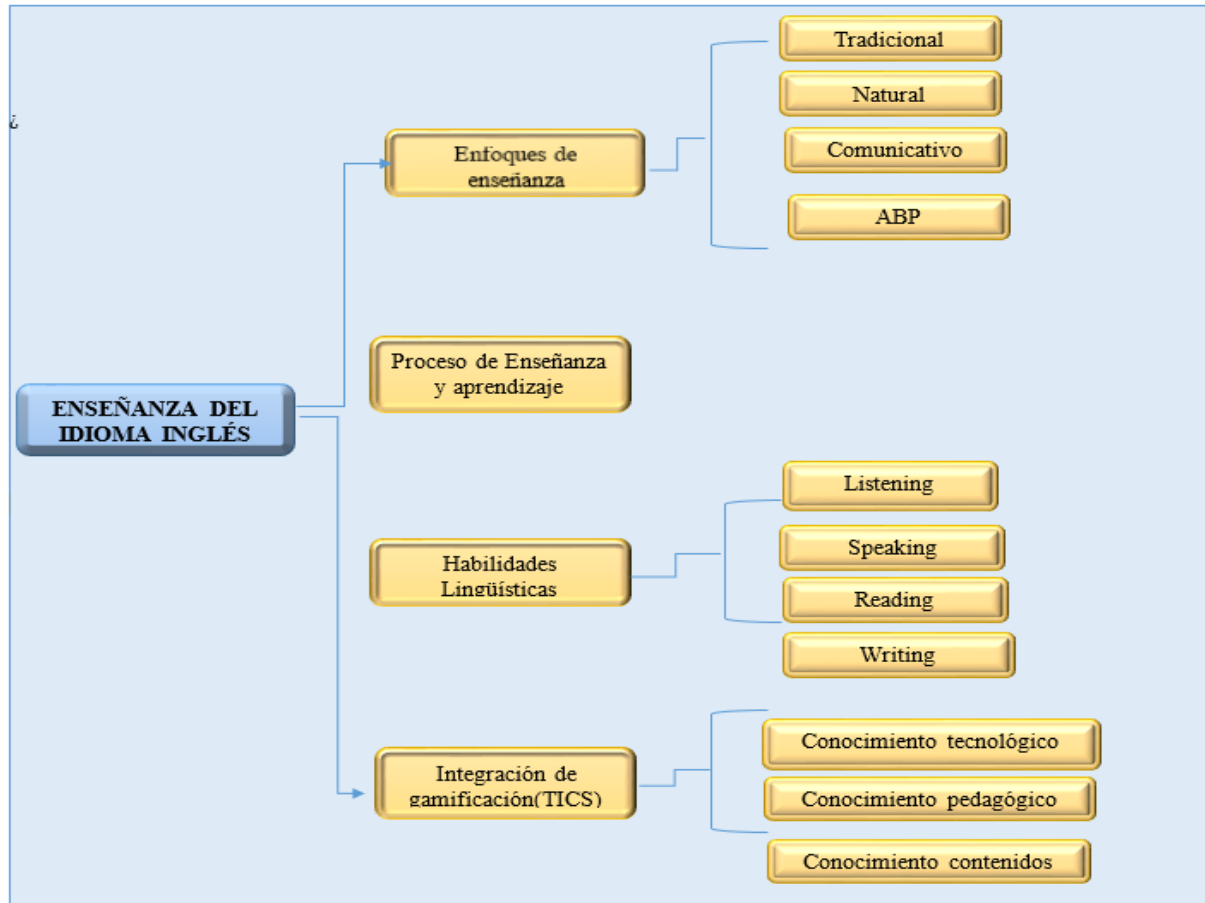 ¿
ENSEÑANZA DEL
IDIOMA INGLÉS
Enfoques de
enseñanza
Tradicional
Natural
Comunicativo
ABP
Proceso de Enseñanza
y aprendizaje
Habilidades
Lingüísticas
Listening
Speaking
Reading
Writing
Integración de
gamificación(TICS)
Conocimiento tecnológico
Conocimiento pedagógico
Conocimiento contenidos